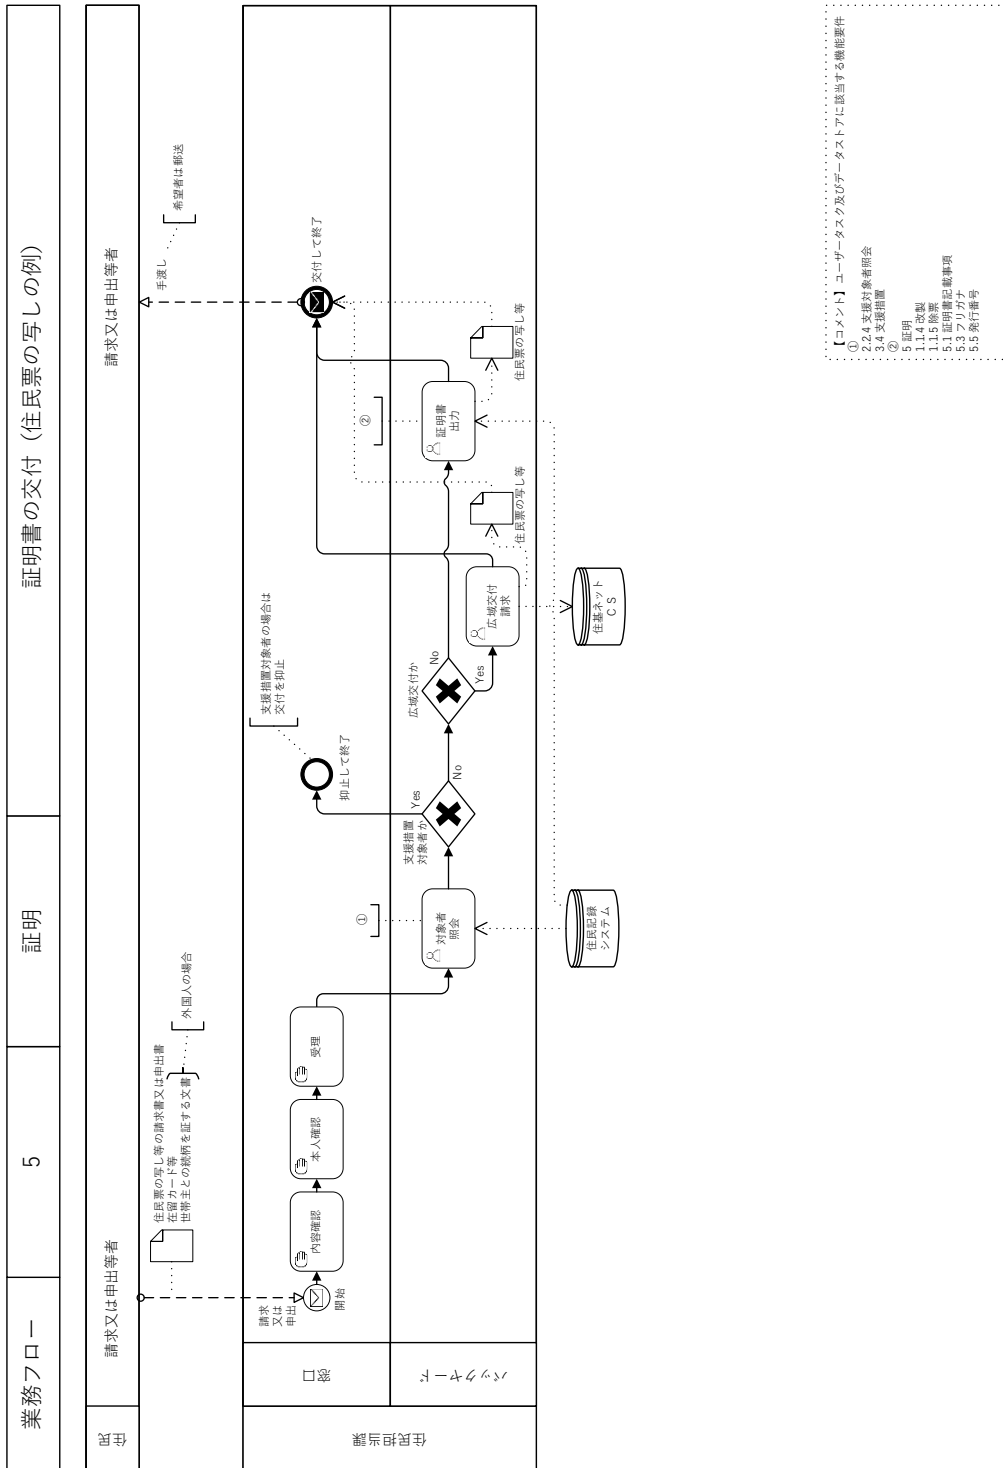 業務フロー
5
証明
証明書の交付（住民票の写しの例）
住民
請求又は申出等者
請求又は申出等者
住民票の写し等の請求書又は申出書
在留カード等
世帯主との続柄を証する文書
外国人の場合
手渡し
希望者は郵送
住民担当課
窓口
バックヤード
請求
又は
申出
開始
内容確認
本人確認
受理
①
対象者
照会
支援措置
対象者か
Yes
No
抑止して終了
支援措置対象者の場合は
交付を抑止
広域交付か
No
Yes
広域交付
請求
住民票の写し等
②
証明書
出力
住民票の写し等
交付して終了
住民記録
システム
住基ネット
CS
【コメント】ユーザータスク及びデータストアに該当する機能要件
①
2.2.4 支援対象者照会
3.4 支援措置
②
5 証明
1.1.4 改製
1.1.5 除票
5.1 証明書記載事項
5.3 フリガナ
5.5 発行番号